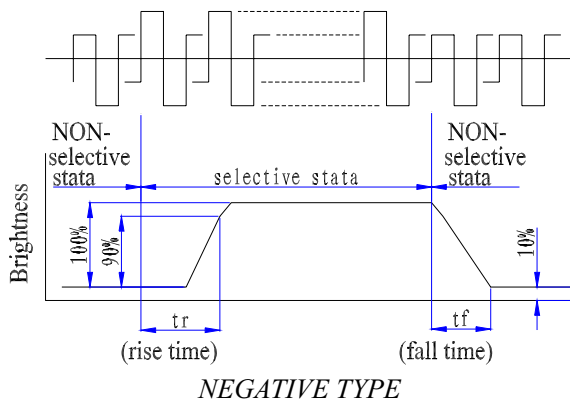 NON-
selective
stata
selective stata
NON-
selective
stata
Brightness
100%
90%
10%
tr
tf
(rise time)
(fall time)
NEGATIVE TYPE